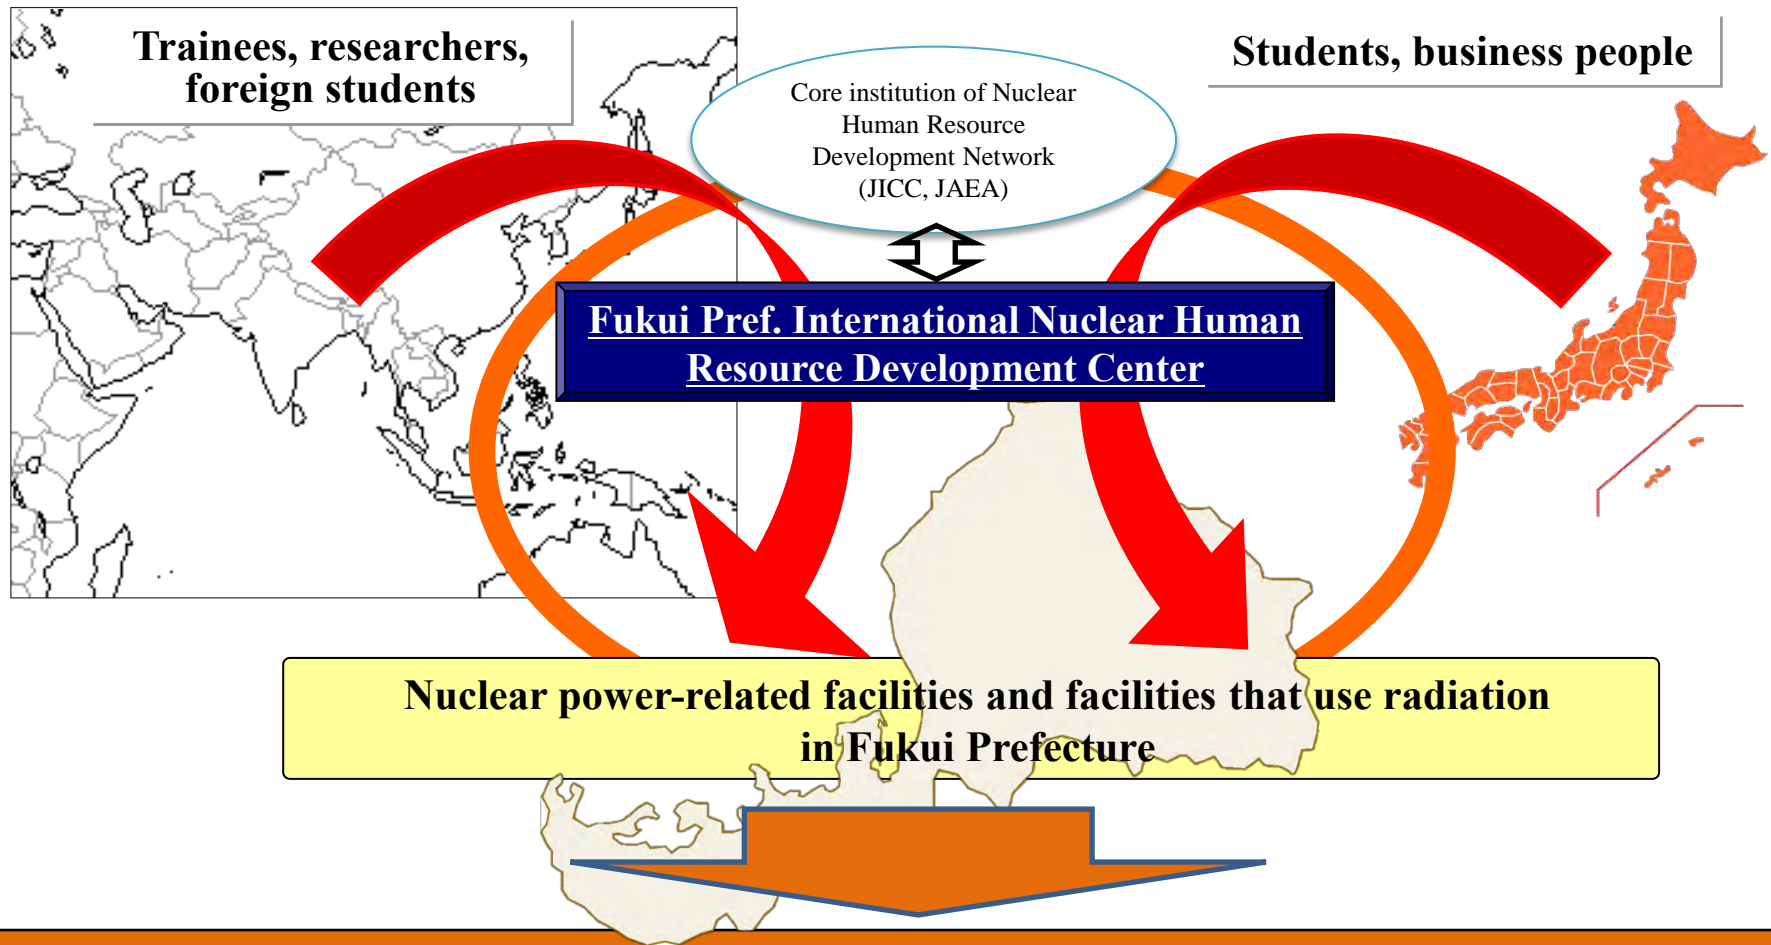 Trainees, researchers,
foreign students
Students, business people
Core institution of Nuclear
Human Resource
Development Network
(JICC, JAEA)
Fukui Pref. International Nuclear Human
Resource Development Center
Nuclear power-related facilities and facilities that use radiation
in Fukui Prefecture